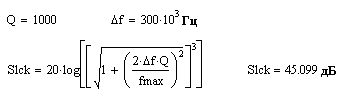 Q = 1000 Δf = 300·10³ Гц
Slck = 20·log[[√(1 + (2·Δf·Q / fmax)²)]³] Slck = 45.099 дБ